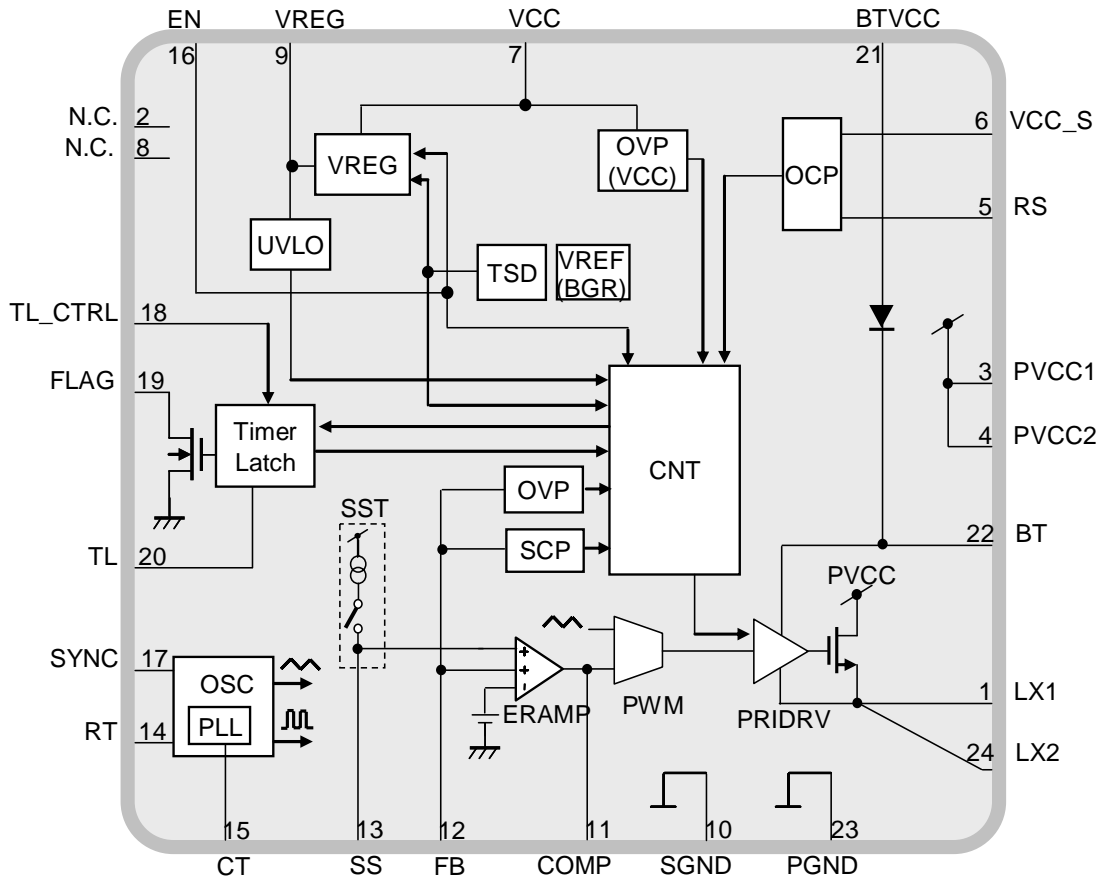 EN VREG VCC BTVCC
16 9 7 21
N.C. 2
N.C. 8
6 VCC_S
OVP
(VCC)
OCP
VREG
5 RS
UVLO
TSD
VREF
(BGR)
TL_CTRL 18
FLAG 19
3 PVCC1
4 PVCC2
Timer
Latch
CNT
OVP
SST
SCP
TL 20
22 BT
PVCC
SYNC 17
OSC
PLL
RT 14
+
+
-
ERAMP
PWM
PRIDRV
1 LX1
24 LX2
15 13 12 11 10 23
CT SS FB COMP SGND PGND